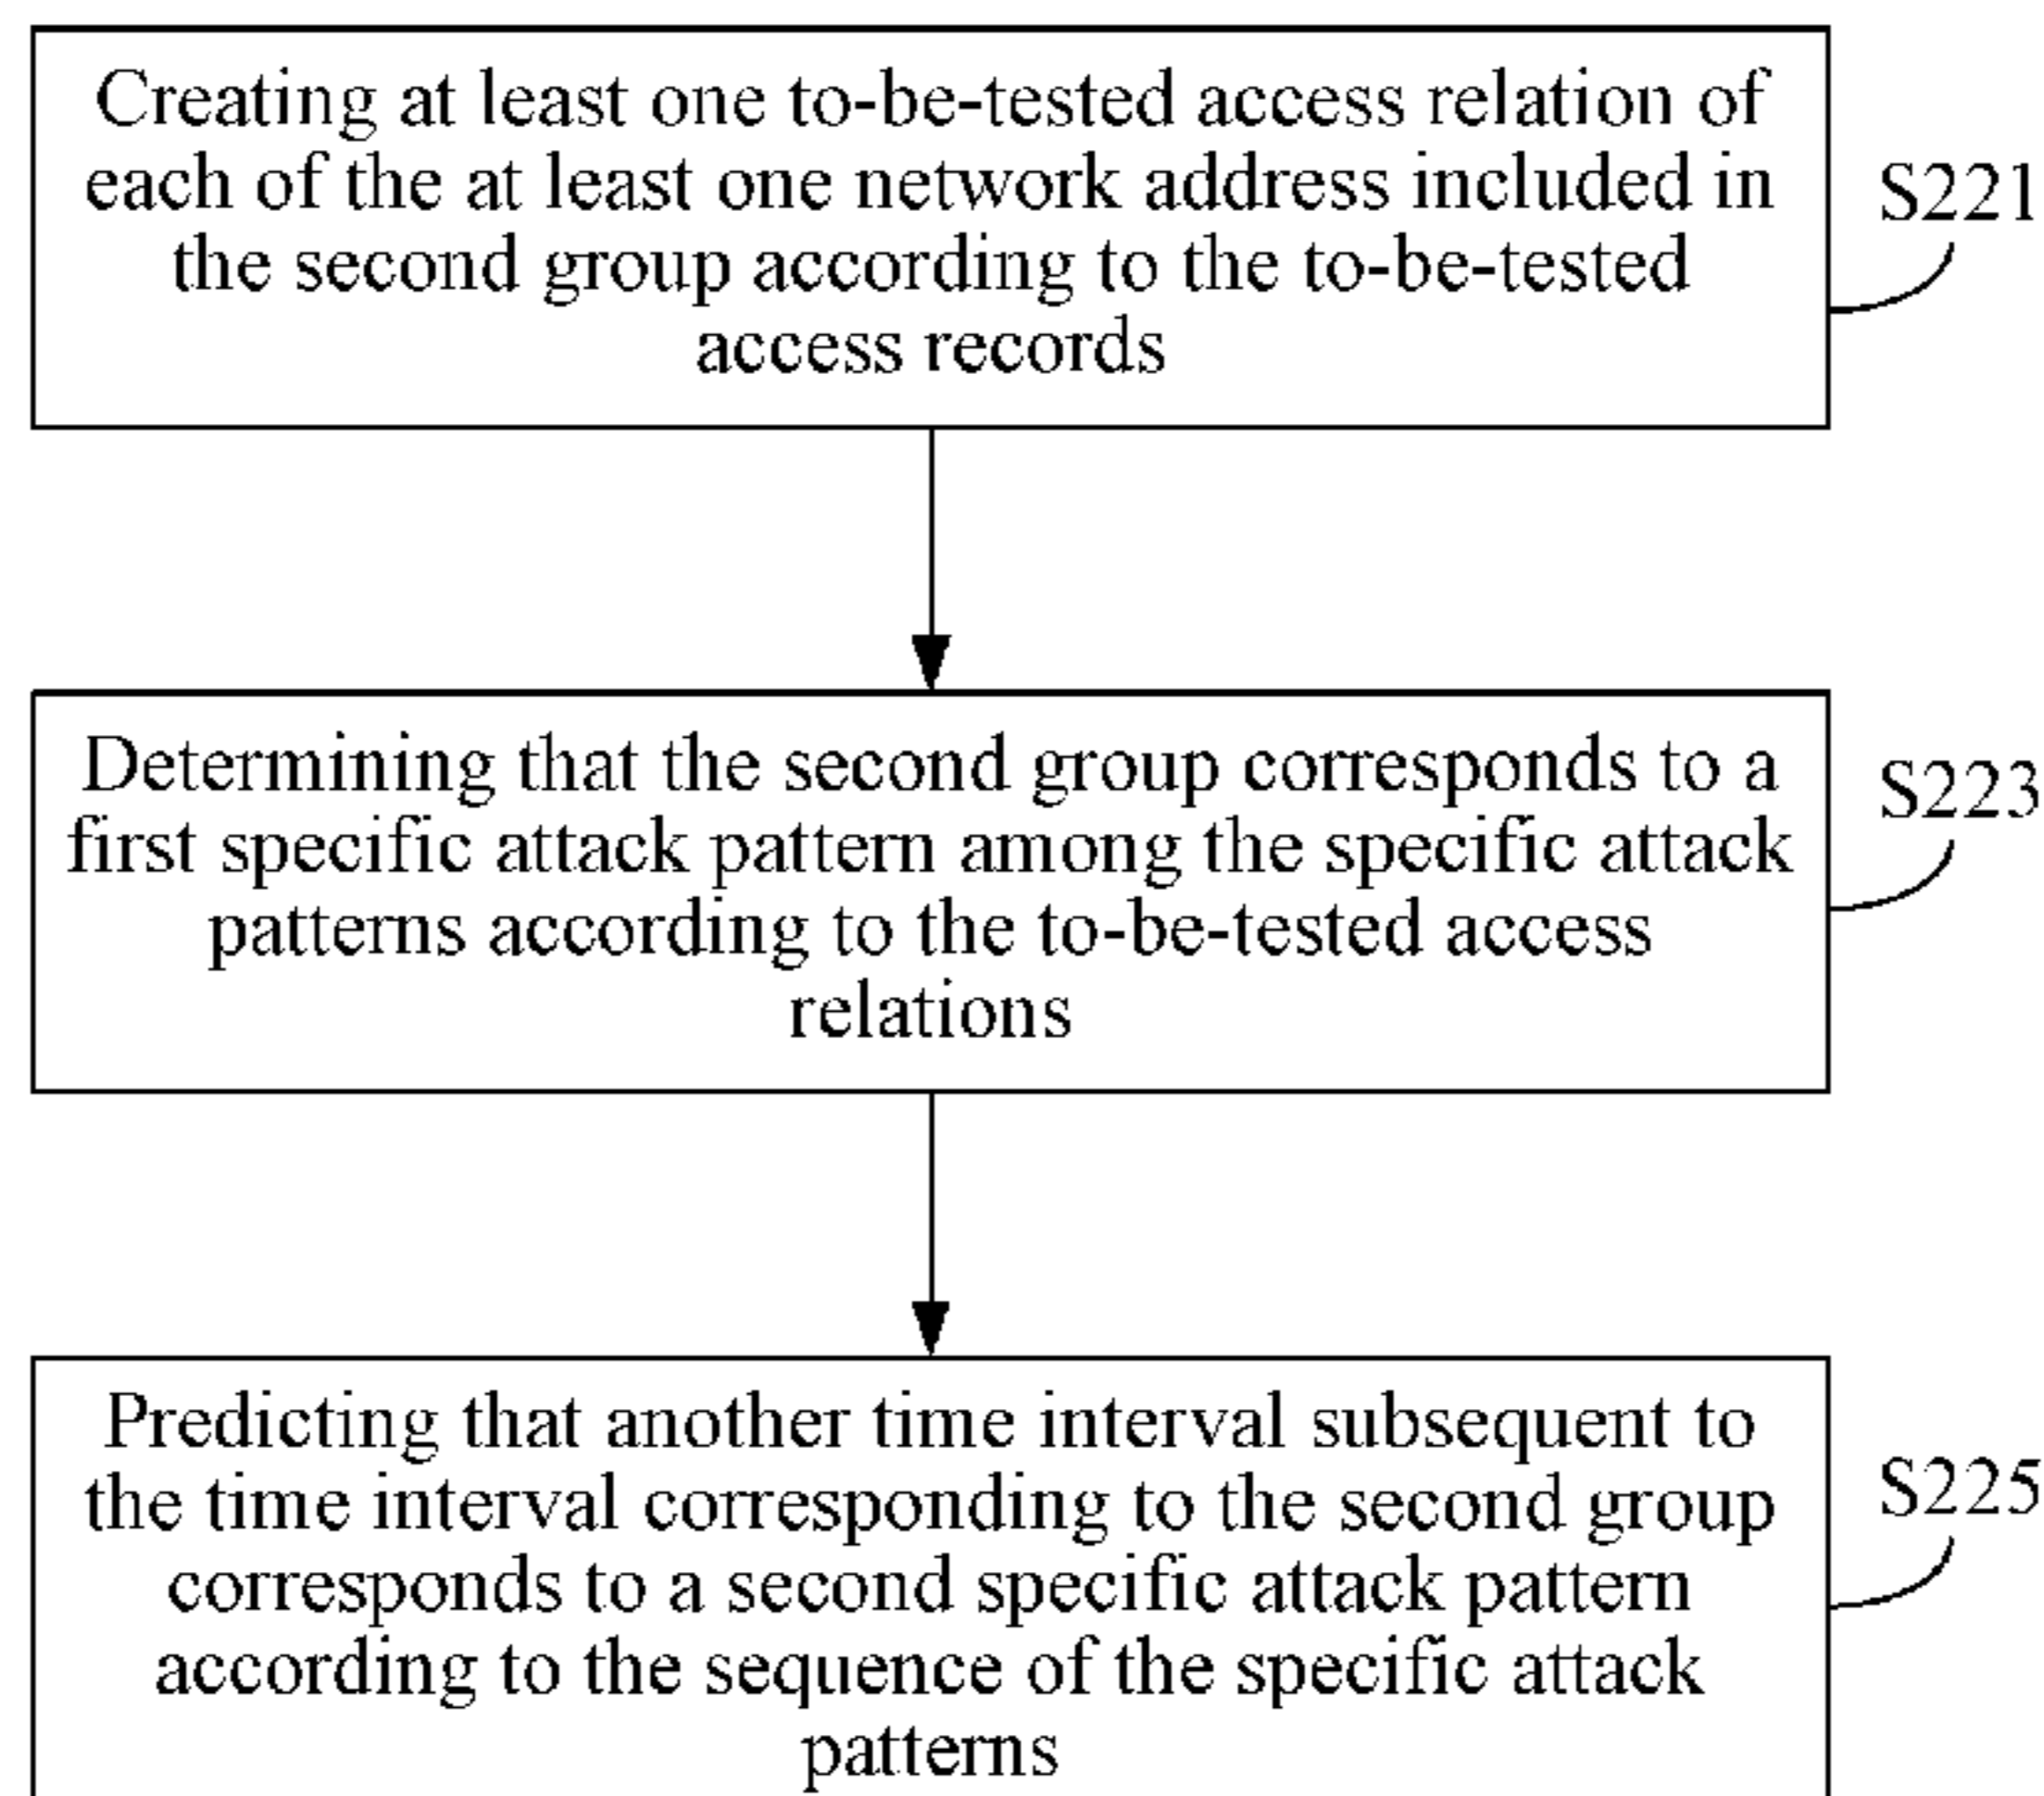 Creating at least one to-be-tested access relation of
each of the at least one network address included in
the second group according to the to-be-tested
access records
S221
Determining that the second group corresponds to a
first specific attack pattern among the specific attack
patterns according to the to-be-tested access
relations
S223
Predicting that another time interval subsequent to
the time interval corresponding to the second group
corresponds to a second specific attack pattern
according to the sequence of the specific attack
patterns
S225